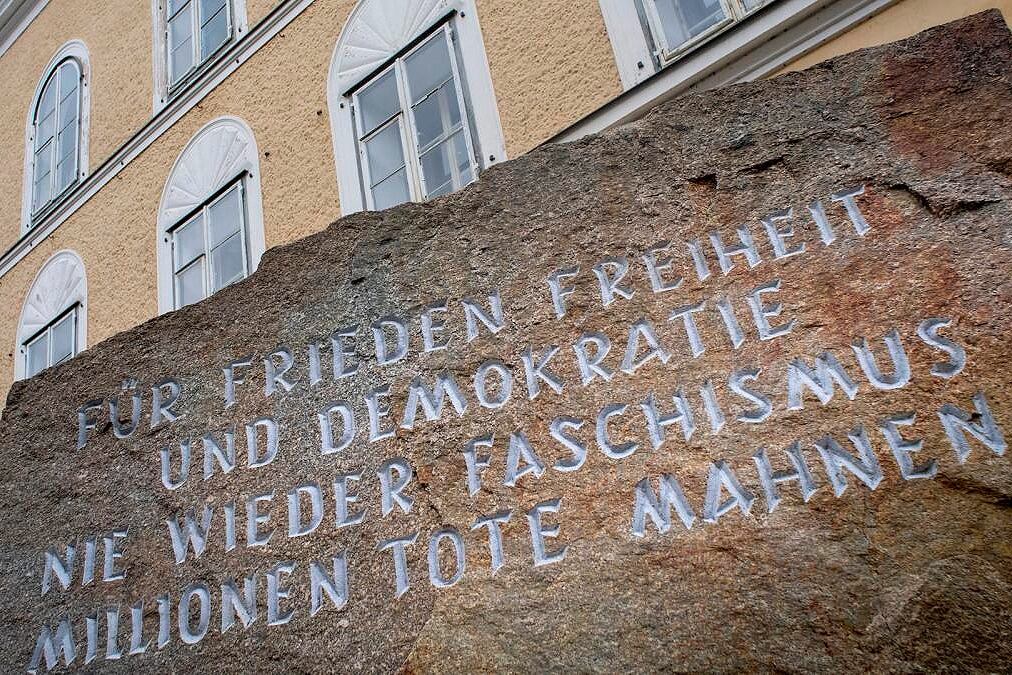 FÜR FRIEDEN FREIHEIT
UND DEMOKRATIE
NIE WIEDER FASCHISMUS
MILLIONEN TOTE MAHNEN